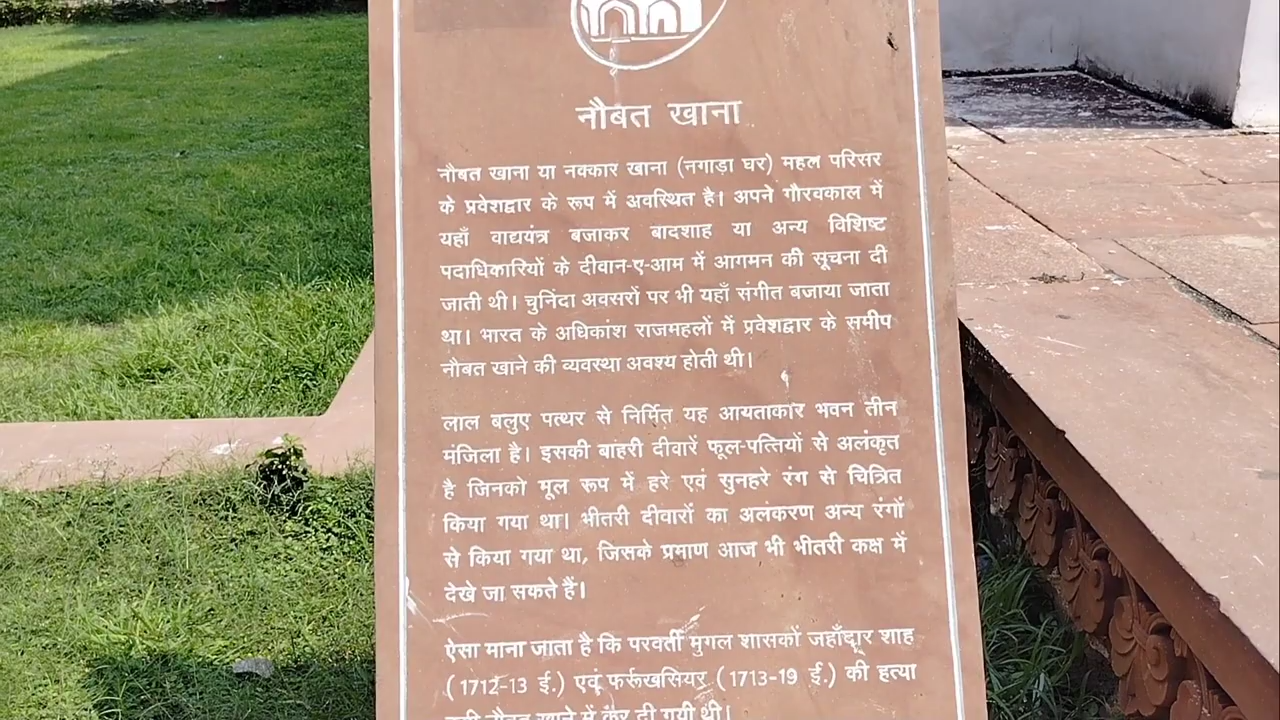 नौबत खाना
नौबत खाना या नक्कार खाना (नगाड़ा घर) महल परिसर
के प्रवेशद्वार के रूप में अवस्थित है। अपने गौरवकाल में
यहाँ वाद्ययंत्र बजाकर बादशाह या अन्य विशिष्ट
पदाधिकारियों के दीवान-ए-आम में आगमन की सूचना दी
जाती थी। चुनिंदा अवसरों पर भी यहाँ संगीत बजाया जाता
था। भारत के अधिकांश राजमहलों में प्रवेशद्वार के समीप
नौबत खाने की व्यवस्था अवश्य होती थी।
लाल बलुए पत्थर से निर्मित यह आयताकार भवन तीन
मंजिला है। इसकी बाहरी दीवारें फूल-पत्तियों से अलंकृत
है जिनको मूल रूप में हरे एवं सुनहरे रंग से चित्रित
किया गया था। भीतरी दीवारों का अलंकरण अन्य रंगों
से किया गया था, जिसके प्रमाण आज भी भीतरी कक्ष में
देखे जा सकते हैं।
ऐसा माना जाता है कि परवर्ती मुगल शासकों जहाँदार शाह
(1712-13 ई.) एवं फर्रूखसियर (1713-19 ई.) की हत्या
नौबत खाने में कर दी गयी थी।